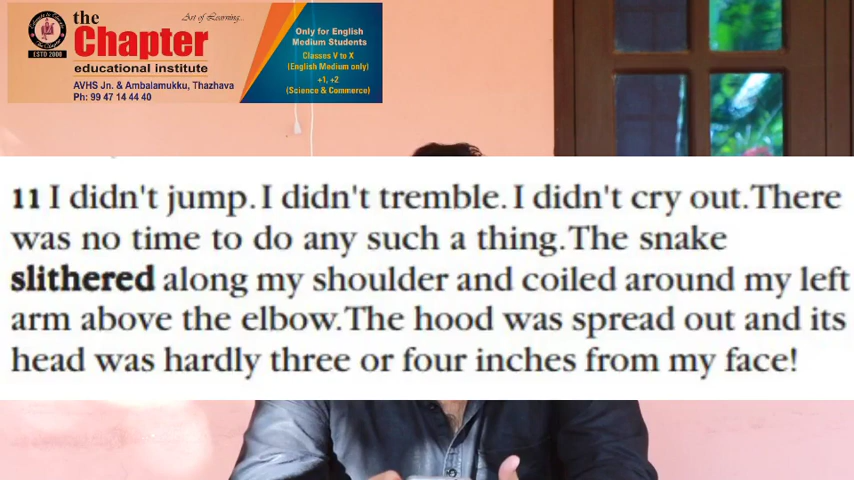 the
Chapter
educational institute
AVHS Jn. & Ambalamukku, Thazhava
Ph: 99 47 14 44 40
ESTD 2000
Art of Learning...
Only for English
Medium Students
Classes V to X
(English Medium only)
+1, +2
(Science & Commerce)
11 I didn't jump. I didn't tremble. I didn't cry out. There
was no time to do any such a thing. The snake
slithered along my shoulder and coiled around my left
arm above the elbow. The hood was spread out and its
head was hardly three or four inches from my face!